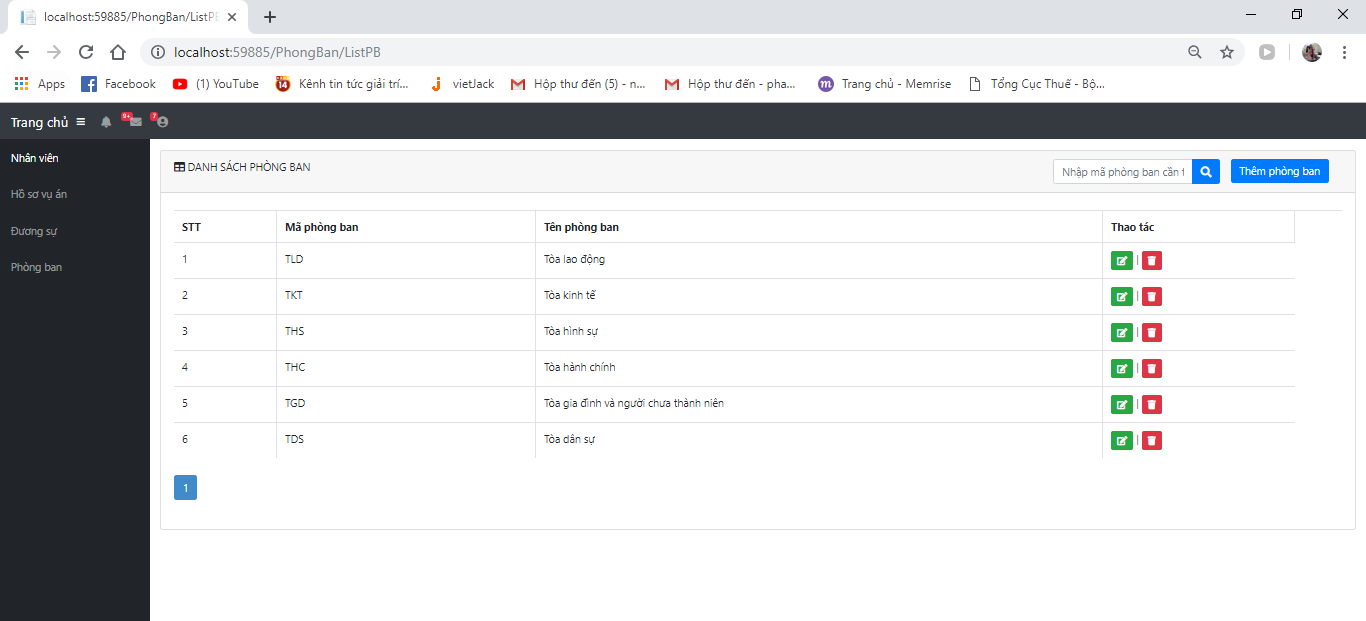 localhost:59885/PhongBan/ListPB
localhost:59885/PhongBan/ListPB
Apps Facebook (1) YouTube 14 Kênh tin tức giải trí... vietJack Hộp thư đến (5) - n... Hộp thư đến - pha... m Trang chủ - Memrise Tổng Cục Thuế - Bộ...
Trang chủ 9+ 7
Nhân viên
Hồ sơ vụ án
Đương sự
Phòng ban
DANH SÁCH PHÒNG BAN
Nhập mã phòng ban cần t
Thêm phòng ban
STT Mã phòng ban Tên phòng ban Thao tác
1 TLD Tòa lao động |
2 TKT Tòa kinh tế |
3 THS Tòa hình sự |
4 THC Tòa hành chính |
5 TGD Tòa gia đình và người chưa thành niên |
6 TDS Tòa dân sự |
1